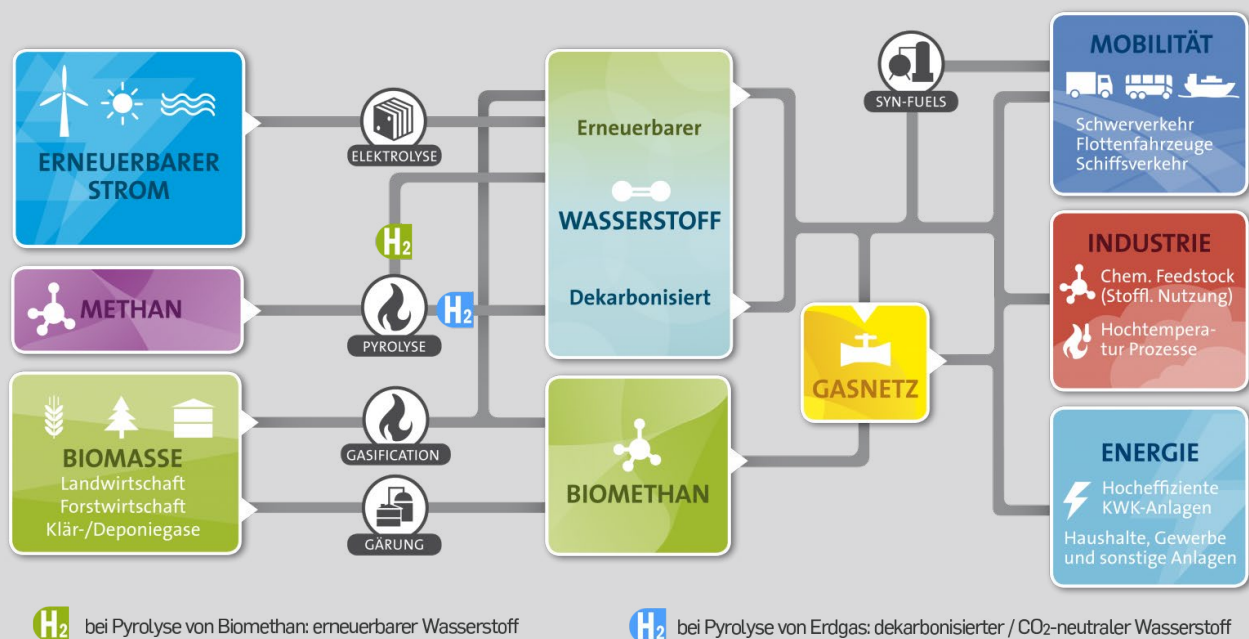 ERNEUERBARER
STROM
METHAN
BIOMASSE
Landwirtschaft
Forstwirtschaft
Klär-/Deponiegase
ELEKTROLYSE
H2
PYROLYSE
H2
GASIFICATION
GÄRUNG
Erneuerbarer
WASSERSTOFF
Dekarbonisiert
BIOMETHAN
GASNETZ
SYN-FUELS
MOBILITÄT
Schwerverkehr
Flottenfahrzeuge
Schiffsverkehr
INDUSTRIE
Chem. Feedstock
(Stoffl. Nutzung)
Hochtempera-
tur Prozesse
ENERGIE
Hocheffiziente
KWK-Anlagen
Haushalte, Gewerbe
und sonstige Anlagen
H2 bei Pyrolyse von Biomethan: erneuerbarer Wasserstoff
H2 bei Pyrolyse von Erdgas: dekarbonisierter / CO2-neutraler Wasserstoff